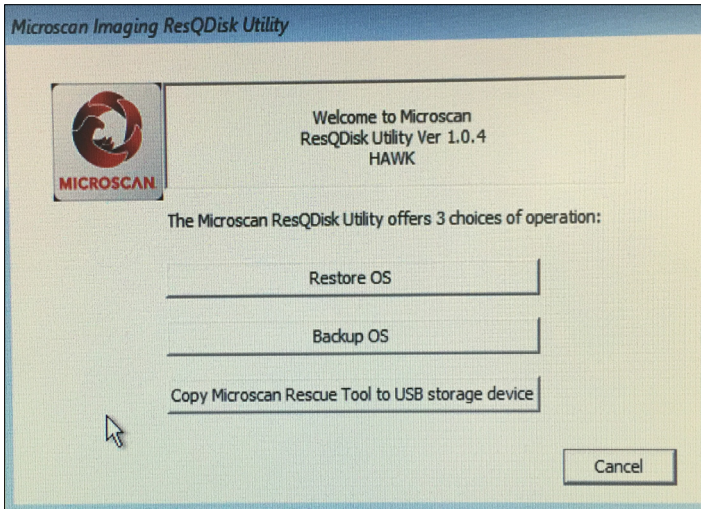 Microscan Imaging ResQDisk Utility
MICROSCAN
Welcome to Microscan
ResQDisk Utility Ver 1.0.4
HAWK
The Microscan ResQDisk Utility offers 3 choices of operation:
Restore OS
Backup OS
Copy Microscan Rescue Tool to USB storage device
Cancel